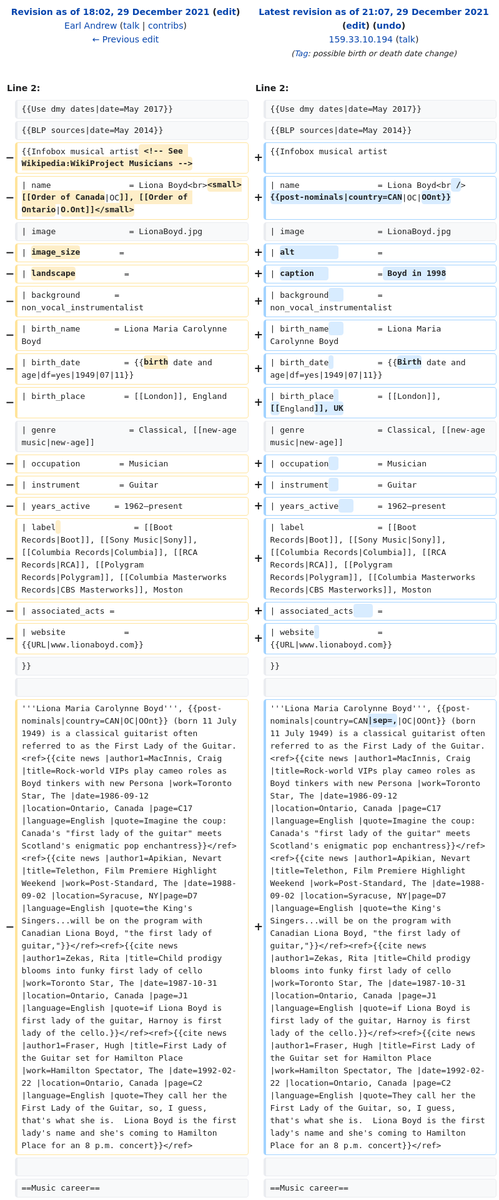 Revision as of 18:02, 29 December 2021 (edit)
Earl Andrew (talk | contribs)
← Previous edit
Latest revision as of 21:07, 29 December 2021
(edit) (undo)
159.33.10.194 (talk)
(Tag: possible birth or death date change)
Line 2:
Line 2:
{{Use dmy dates|date=May 2017}}
{{Use dmy dates|date=May 2017}}
{{BLP sources|date=May 2014}}
{{BLP sources|date=May 2014}}
− {{Infobox musical artist <!-- See
Wikipedia:WikiProject Musicians -->
+ {{Infobox musical artist
− | name = Liona Boyd<br><small>
[[Order of Canada|OC]], [[Order of
Ontario|O.Ont]]</small>
+ | name = Liona Boyd<br />
{{post-nominals|country=CAN|OC|OOnt}}
| image = LionaBoyd.jpg
| image = LionaBoyd.jpg
− | image_size =
+ | alt =
− | landscape =
+ | caption = Boyd in 1998
− | background =
non_vocal_instrumentalist
+ | background =
non_vocal_instrumentalist
− | birth_name = Liona Maria Carolynne
Boyd
+ | birth_name = Liona Maria
Carolynne Boyd
− | birth_date = {{birth date and
age|df=yes|1949|07|11}}
+ | birth_date = {{Birth date and
age|df=yes|1949|07|11}}
− | birth_place = [[London]], England
+ | birth_place = [[London]],
[[England]], UK
| genre = Classical, [[new-age
music|new-age]]
| genre = Classical, [[new-age
music|new-age]]
− | occupation = Musician
+ | occupation = Musician
− | instrument = Guitar
+ | instrument = Guitar
− | years_active = 1962–present
+ | years_active = 1962–present
− | label = [[Boot
Records|Boot]], [[Sony Music|Sony]],
[[Columbia Records|Columbia]], [[RCA
Records|RCA]], [[Polygram
Records|Polygram]], [[Columbia Masterworks
Records|CBS Masterworks]], Moston
+ | label = [[Boot
Records|Boot]], [[Sony Music|Sony]],
[[Columbia Records|Columbia]], [[RCA
Records|RCA]], [[Polygram
Records|Polygram]], [[Columbia Masterworks
Records|CBS Masterworks]], Moston
− | associated_acts =
+ | associated_acts =
− | website =
{{URL|www.lionaboyd.com}}
+ | website =
{{URL|www.lionaboyd.com}}
}}
}}
− '''Liona Maria Carolynne Boyd''', {{post-
nominals|country=CAN|OC|OOnt}} (born 11 July
1949) is a classical guitarist often
referred to as the First Lady of the Guitar.
<ref>{{cite news |author1=MacInnis, Craig
|title=Rock-world VIPs play cameo roles as
Boyd tinkers with new Persona |work=Toronto
Star, The |date=1986-09-12
|location=Ontario, Canada |page=C17
|language=English |quote=Imagine the coup:
Canada's "first lady of the guitar" meets
Scotland's enigmatic pop enchantress}}</ref>
<ref>{{cite news |author1=Apikian, Nevart
|title=Telethon, Film Premiere Highlight
Weekend |work=Post-Standard, The |date=1988-
09-02 |location=Syracuse, NY|page=D7
|language=English |quote=the King's
Singers...will be on the program with
Canadian Liona Boyd, "the first lady of
guitar,"}}</ref><ref>{{cite news
|author1=Zekas, Rita |title=Child prodigy
blooms into funky first lady of cello
|work=Toronto Star, The |date=1987-10-31
|location=Ontario, Canada |page=J1
|language=English |quote=if Liona Boyd is
first lady of the guitar, Harnoy is first
lady of the cello.}}</ref><ref>{{cite news
|author1=Fraser, Hugh |title=First Lady of
the Guitar set for Hamilton Place
|work=Hamilton Spectator, The |date=1992-02-
22 |location=Ontario, Canada |page=C2
|language=English |quote=They call her the
First Lady of the Guitar, so, I guess,
that's what she is.  Liona Boyd is the first
lady's name and she's coming to Hamilton
Place for an 8 p.m. concert}}</ref>
+ '''Liona Maria Carolynne Boyd''', {{post-
nominals|country=CAN|sep=,|OC|OOnt}} (born
11 July 1949) is a classical guitarist often
referred to as the First Lady of the Guitar.
<ref>{{cite news |author1=MacInnis, Craig
|title=Rock-world VIPs play cameo roles as
Boyd tinkers with new Persona |work=Toronto
Star, The |date=1986-09-12
|location=Ontario, Canada |page=C17
|language=English |quote=Imagine the coup:
Canada's "first lady of the guitar" meets
Scotland's enigmatic pop enchantress}}</ref>
<ref>{{cite news |author1=Apikian, Nevart
|title=Telethon, Film Premiere Highlight
Weekend |work=Post-Standard, The |date=1988-
09-02 |location=Syracuse, NY|page=D7
|language=English |quote=the King's
Singers...will be on the program with
Canadian Liona Boyd, "the first lady of
guitar,"}}</ref><ref>{{cite news
|author1=Zekas, Rita |title=Child prodigy
blooms into funky first lady of cello
|work=Toronto Star, The |date=1987-10-31
|location=Ontario, Canada |page=J1
|language=English |quote=if Liona Boyd is
first lady of the guitar, Harnoy is first
lady of the cello.}}</ref><ref>{{cite news
|author1=Fraser, Hugh |title=First Lady of
the Guitar set for Hamilton Place
|work=Hamilton Spectator, The |date=1992-02-
22 |location=Ontario, Canada |page=C2
|language=English |quote=They call her the
First Lady of the Guitar, so, I guess,
that's what she is.  Liona Boyd is the first
lady's name and she's coming to Hamilton
Place for an 8 p.m. concert}}</ref>
==Music career==
==Music career==